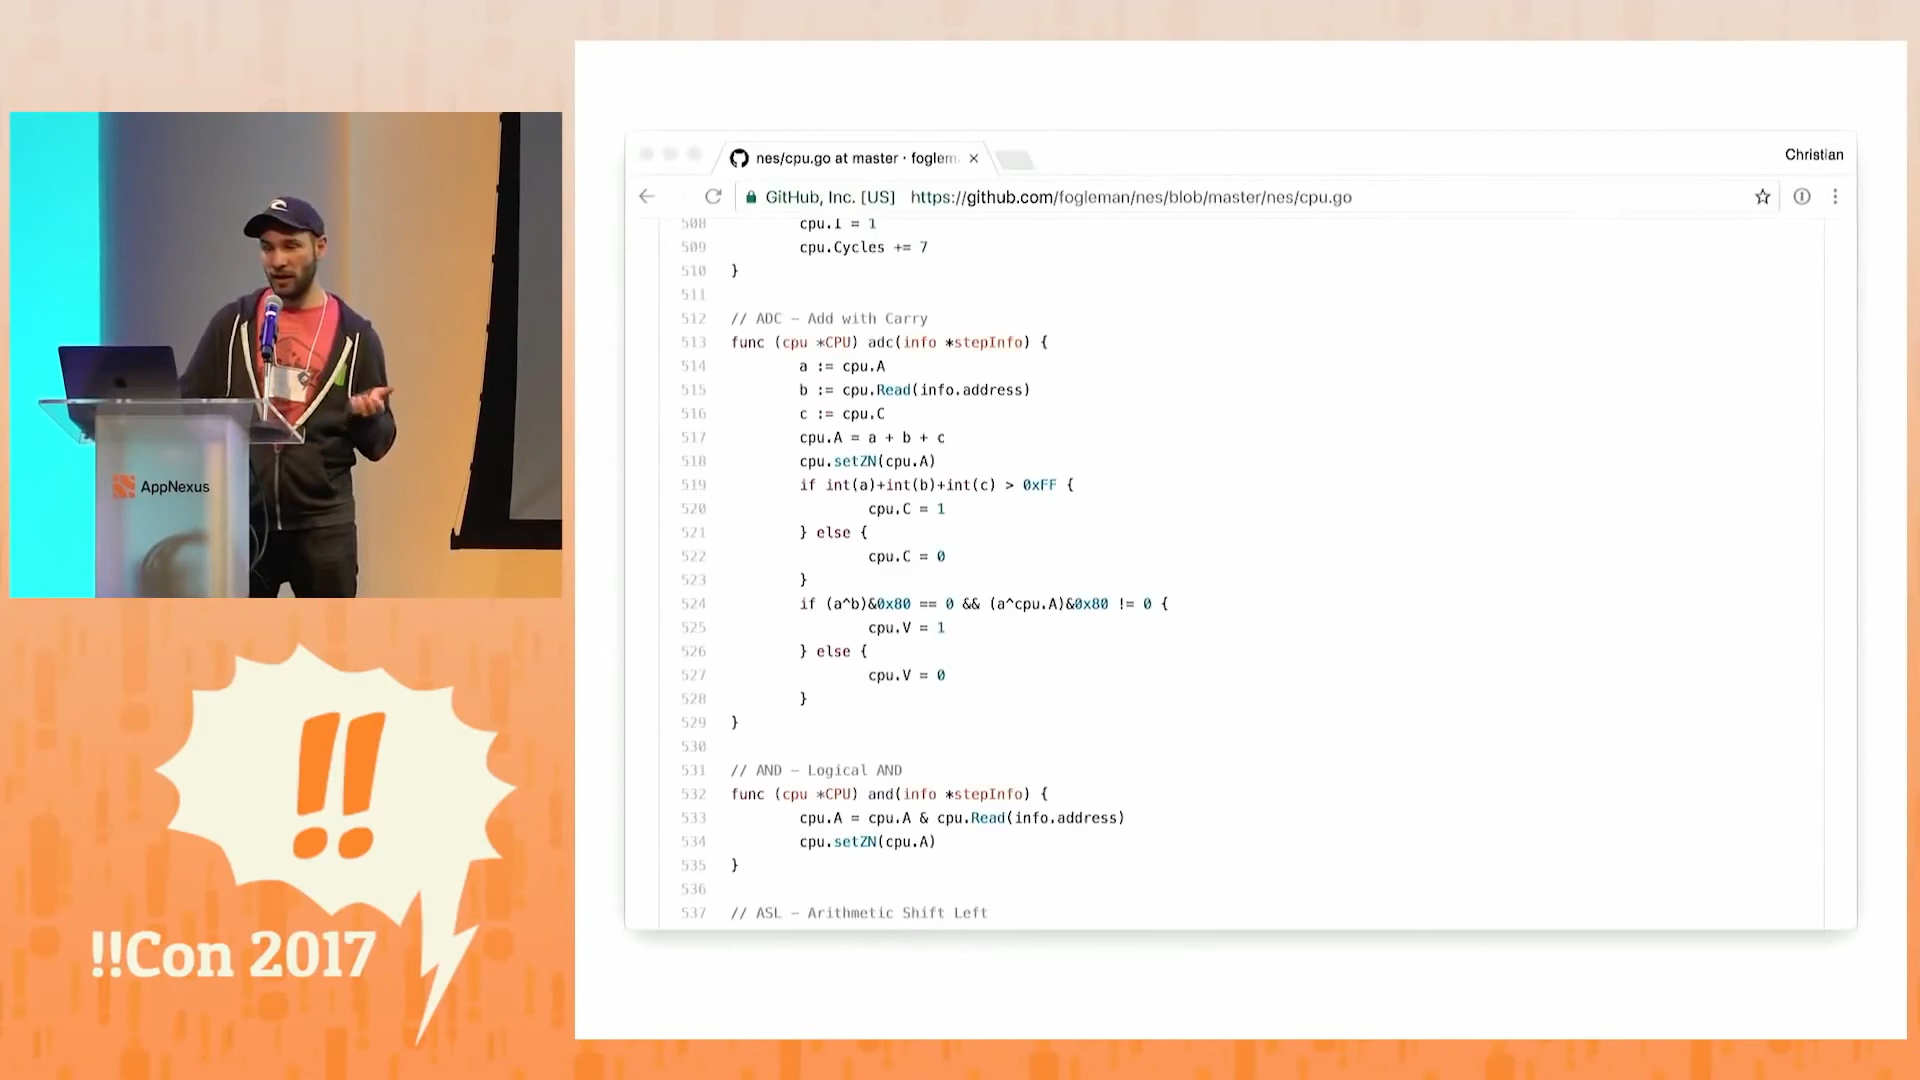 nes/cpu.go at master · foglem
Christian
GitHub, Inc. [US] https://github.com/fogleman/nes/blob/master/nes/cpu.go
508 cpu.I = 1
509 cpu.Cycles += 7
510 }
511
512 // ADC – Add with Carry
513 func (cpu *CPU) adc(info *stepInfo) {
514 a := cpu.A
515 b := cpu.Read(info.address)
516 c := cpu.C
517 cpu.A = a + b + c
518 cpu.setZN(cpu.A)
519 if int(a)+int(b)+int(c) > 0xFF {
520 cpu.C = 1
521 } else {
522 cpu.C = 0
523 }
524 if (a^b)&0x80 == 0 && (a^cpu.A)&0x80 != 0 {
525 cpu.V = 1
526 } else {
527 cpu.V = 0
528 }
529 }
530
531 // AND – Logical AND
532 func (cpu *CPU) and(info *stepInfo) {
533 cpu.A = cpu.A & cpu.Read(info.address)
534 cpu.setZN(cpu.A)
535 }
536
537 // ASL – Arithmetic Shift Left
AppNexus
!!
!!Con 2017